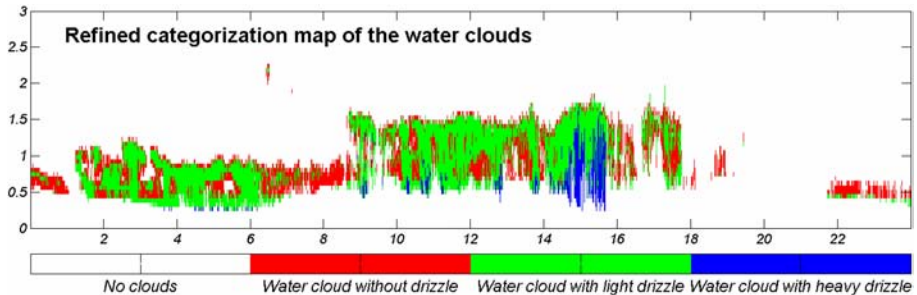 Refined categorization map of the water clouds
3
2.5
2
1.5
1
0.5
0
2 4 6 8 10 12 14 16 18 20 22
No clouds Water cloud without drizzle Water cloud with light drizzle Water cloud with heavy drizzle